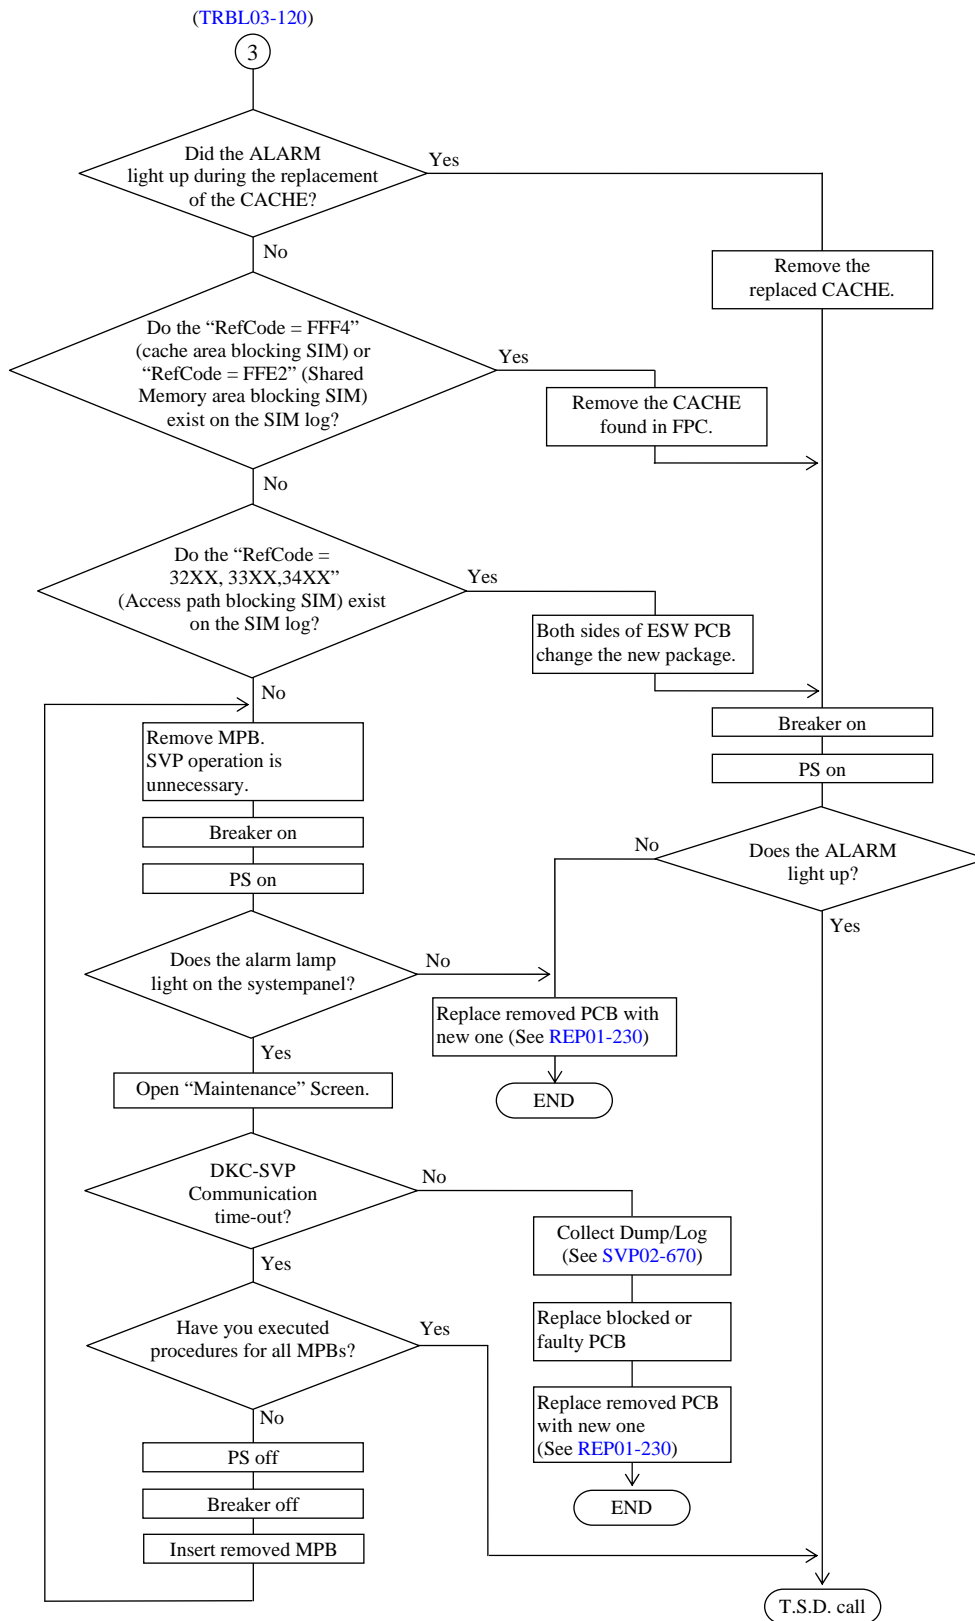 (TRBL03-120)
3
Did the ALARM
light up during the replacement
of the CACHE?
Yes
No
Remove the
replaced CACHE.
Do the “RefCode = FFF4”
(cache area blocking SIM) or
“RefCode = FFE2” (Shared
Memory area blocking SIM)
exist on the SIM log?
Yes
Remove the CACHE
found in FPC.
No
Do the “RefCode =
32XX, 33XX,34XX”
(Access path blocking SIM) exist
on the SIM log?
Yes
Both sides of ESW PCB
change the new package.
No
Remove MPB.
SVP operation is
unnecessary.
Breaker on
PS on
Breaker on
PS on
Does the ALARM
light up?
No
Yes
Does the alarm lamp
light on the systempanel?
No
Replace removed PCB with
new one (See REP01-230)
END
Yes
Open “Maintenance” Screen.
DKC-SVP
Communication
time-out?
No
Collect Dump/Log
(See SVP02-670)
Yes
Replace blocked or
faulty PCB
Have you executed
procedures for all MPBs?
Yes
Replace removed PCB
with new one
(See REP01-230)
END
No
PS off
Breaker off
Insert removed MPB
T.S.D. call